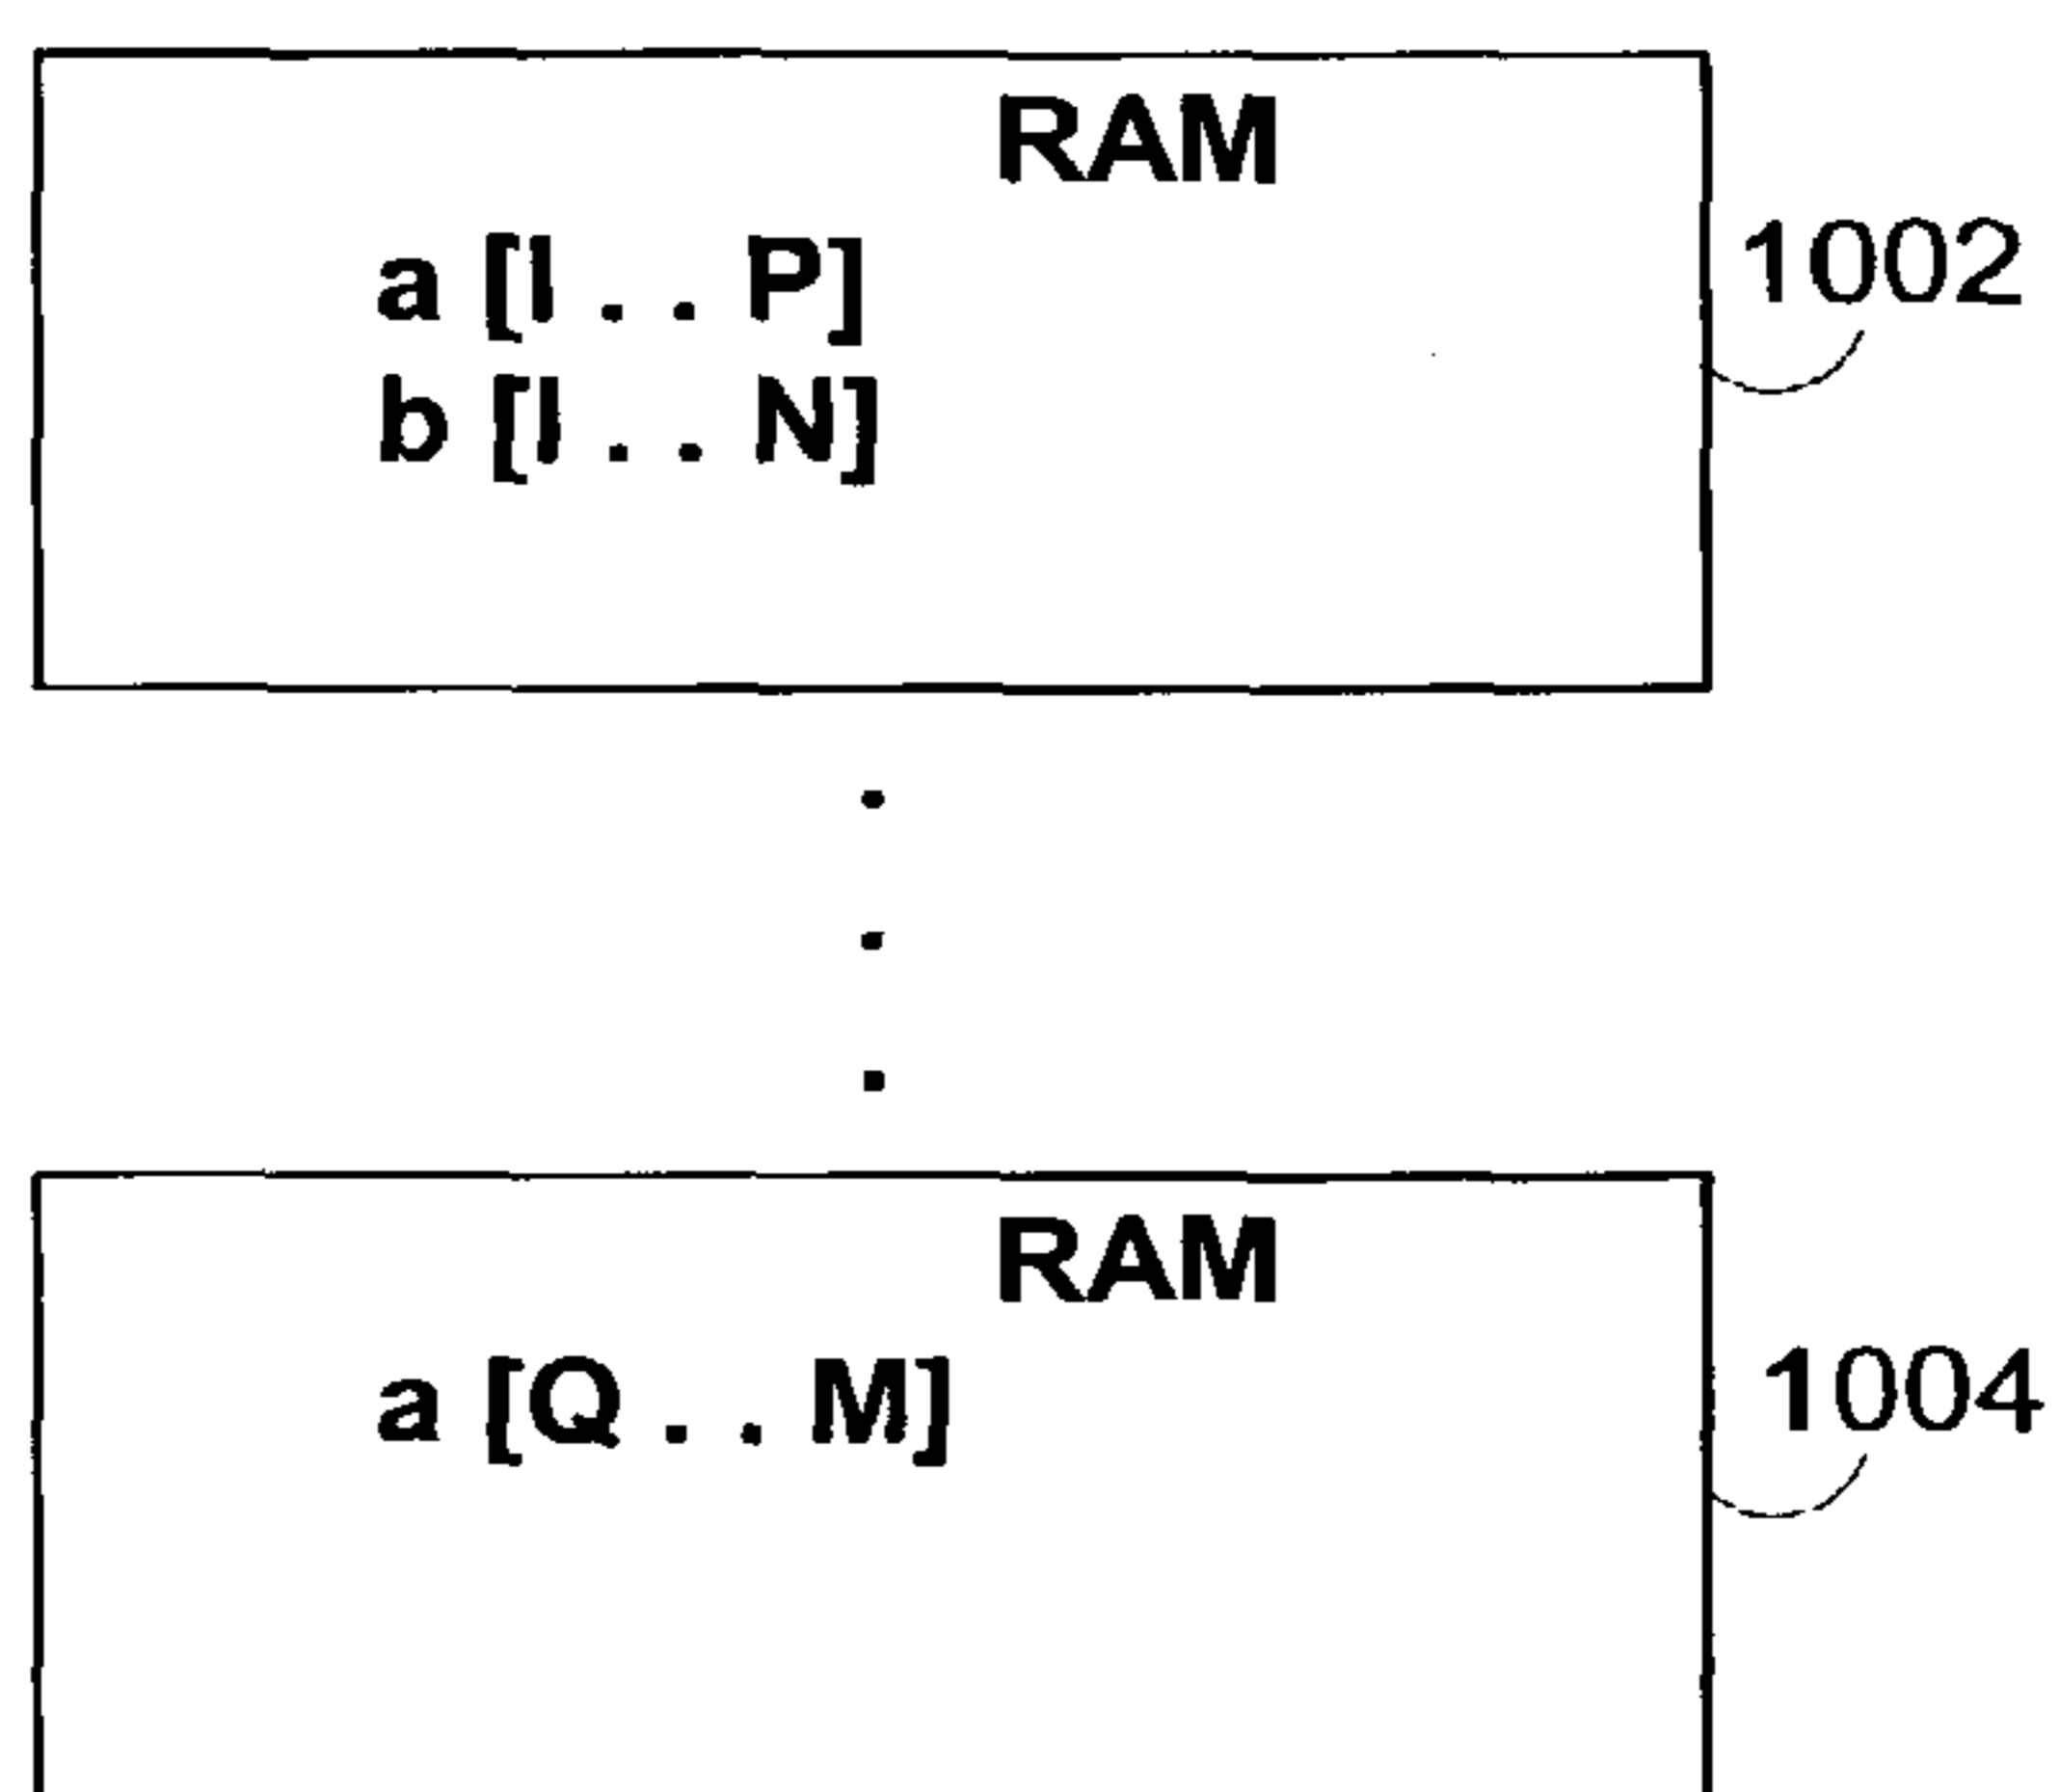 RAM
a [I . . P]
1002
b [I . . N]
.
.
.
RAM
a [Q . . M]
1004